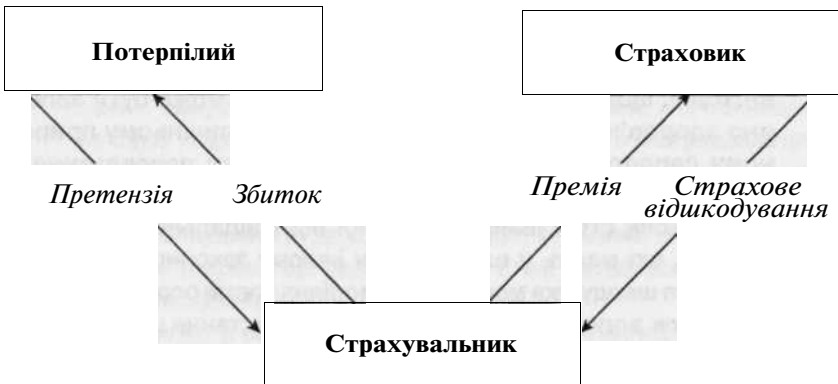 Потерпілий
Страховик
Претензія
Збиток
Премія
Страхове
відшкодування
Страхувальник